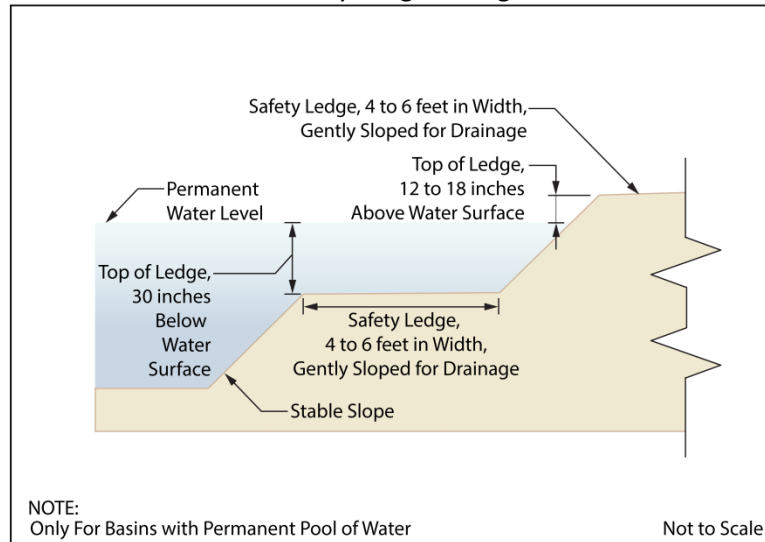 Safety Ledge, 4 to 6 feet in Width,
Gently Sloped for Drainage
Top of Ledge,
12 to 18 inches
Above Water Surface
Permanent
Water Level
Top of Ledge,
30 inches
Below
Water
Surface
Safety Ledge,
4 to 6 feet in Width,
Gently Sloped for Drainage
Stable Slope
NOTE:
Only For Basins with Permanent Pool of Water
Not to Scale